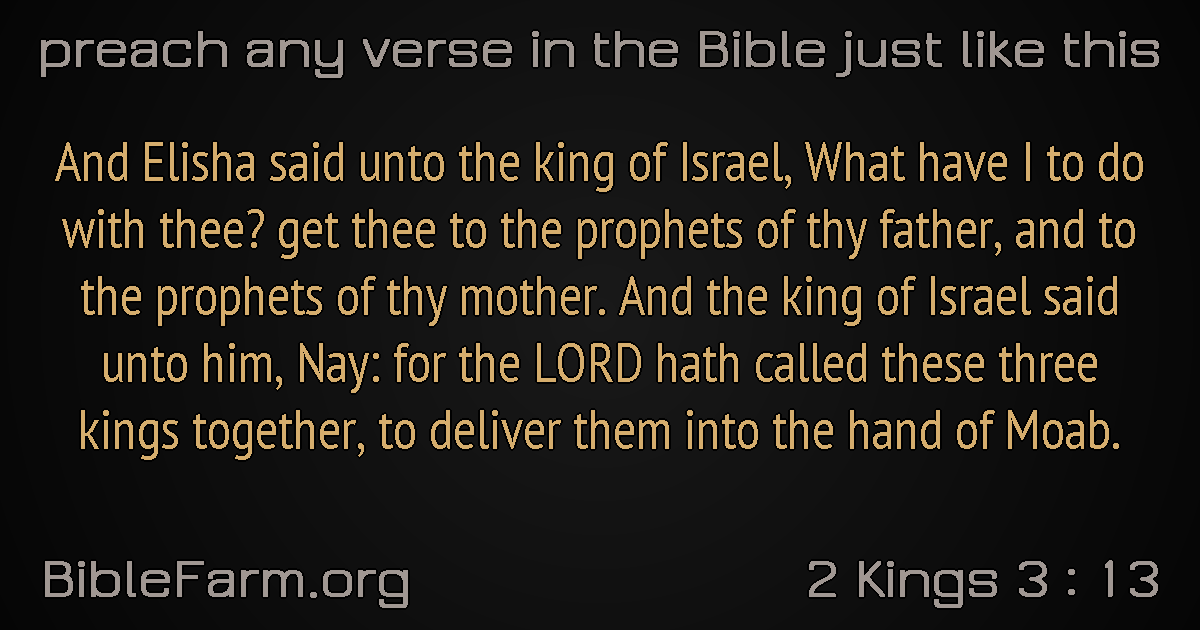 preach any verse in the Bible just like this
And Elisha said unto the king of Israel, What have I to do
with thee? get thee to the prophets of thy father, and to
the prophets of thy mother. And the king of Israel said
unto him, Nay: for the LORD hath called these three
kings together, to deliver them into the hand of Moab.
BibleFarm.org
2 Kings 3 : 13